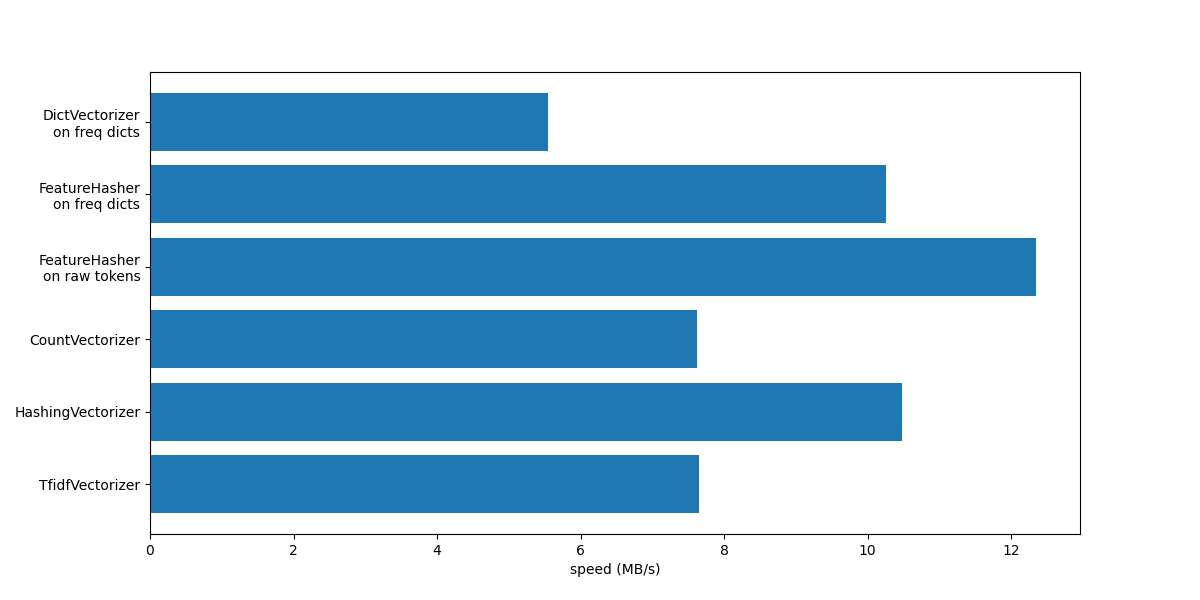 DictVectorizer
on freq dicts
FeatureHasher
on freq dicts
FeatureHasher
on raw tokens
CountVectorizer
HashingVectorizer
TfidfVectorizer
0 2 4 6 8 10 12
speed (MB/s)